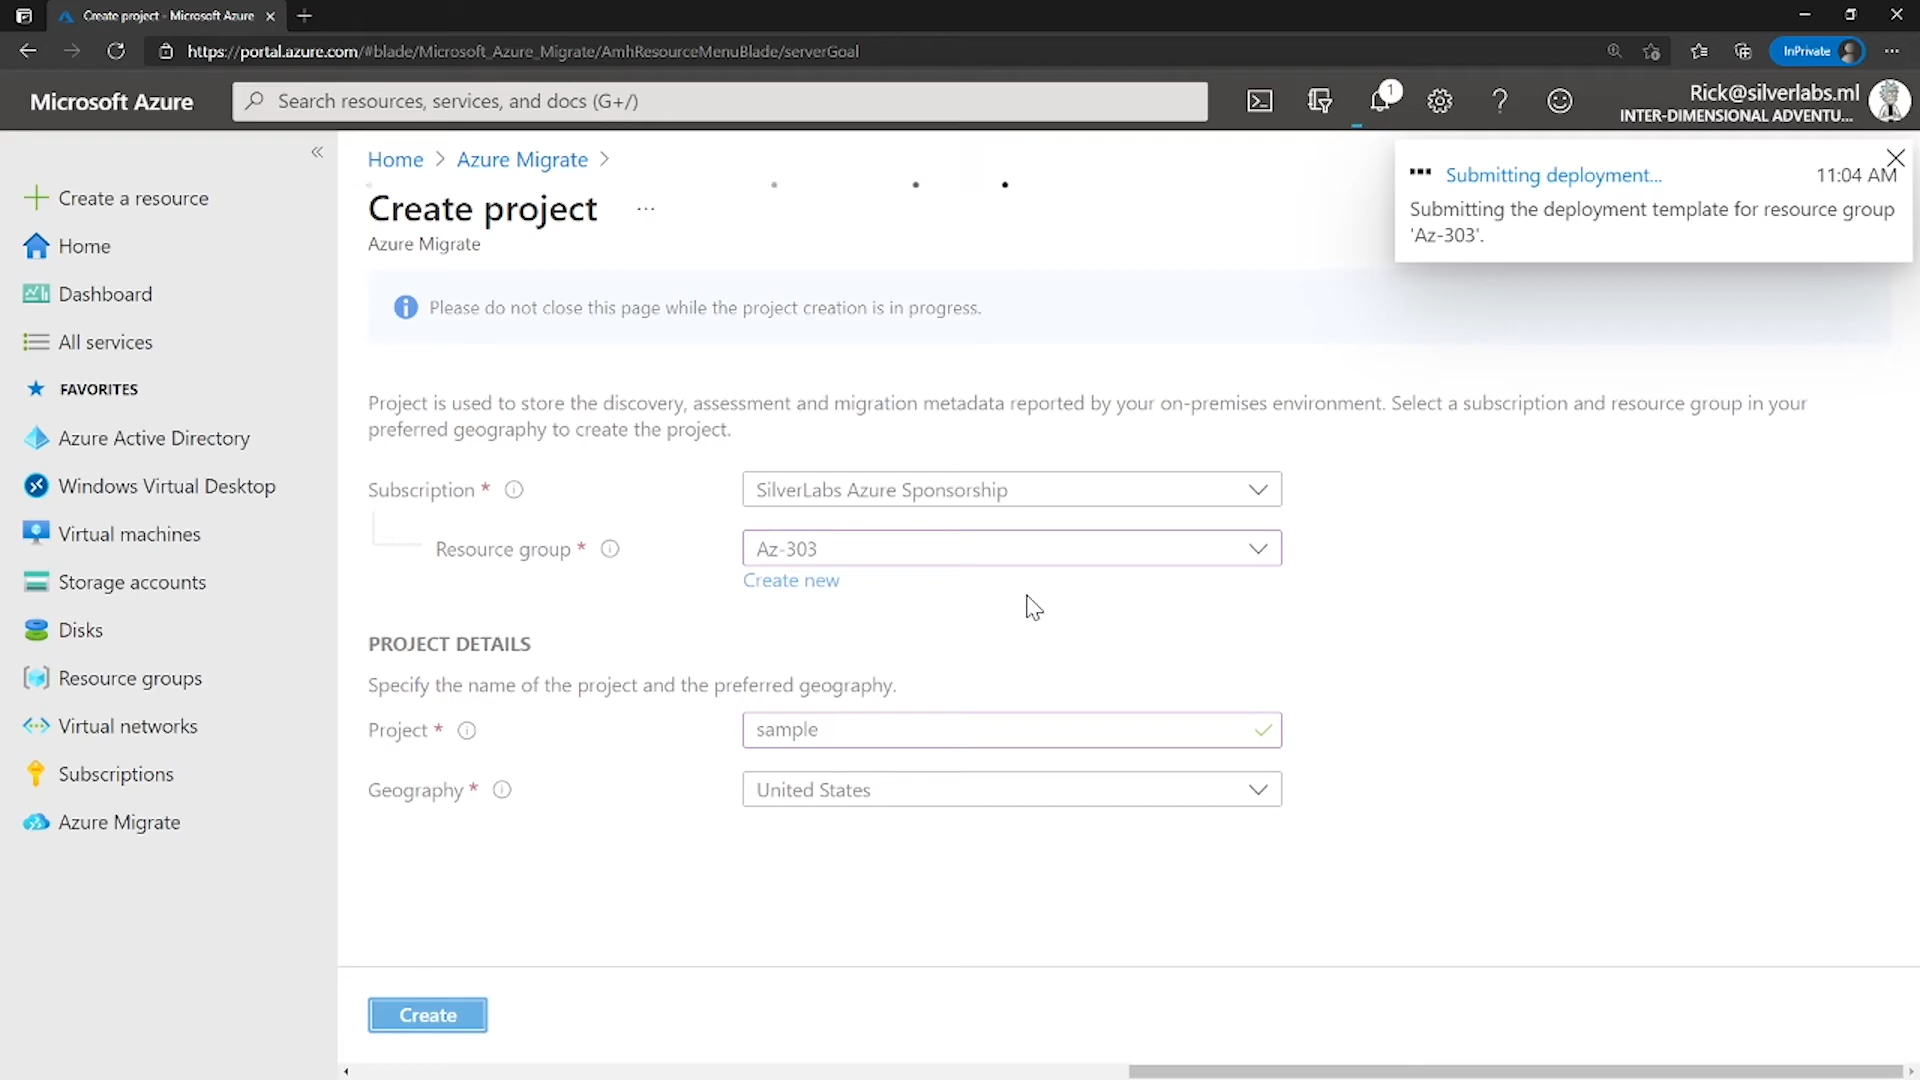 Create project - Microsoft Azure
https://portal.azure.com/#blade/Microsoft_Azure_Migrate/AmhResourceMenuBlade/serverGoal
InPrivate
Microsoft Azure
Search resources, services, and docs (G+/)
1
Rick@silverlabs.ml
INTER-DIMENSIONAL ADVENTU...
Create a resource
Home
Dashboard
All services
FAVORITES
Azure Active Directory
Windows Virtual Desktop
Virtual machines
Storage accounts
Disks
Resource groups
Virtual networks
Subscriptions
Azure Migrate
Home > Azure Migrate >
Create project ...
Azure Migrate
Submitting deployment... 11:04 AM
Submitting the deployment template for resource group
'Az-303'.
Please do not close this page while the project creation is in progress.
Project is used to store the discovery, assessment and migration metadata reported by your on-premises environment. Select a subscription and resource group in your
preferred geography to create the project.
Subscription * SilverLabs Azure Sponsorship
Resource group * Az-303
Create new
PROJECT DETAILS
Specify the name of the project and the preferred geography.
Project * sample
Geography * United States
Create